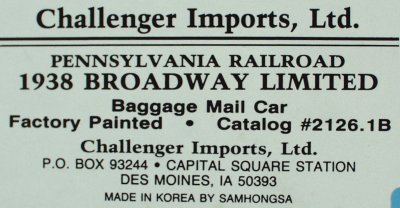 Challenger Imports, Ltd.
PENNSYLVANIA RAILROAD
1938 BROADWAY LIMITED
Baggage Mail Car
Factory Painted • Catalog #2126.1B
Challenger Imports, Ltd.
P.O. BOX 93244 • CAPITAL SQUARE STATION
DES MOINES, IA 50393
MADE IN KOREA BY SAMHONGSA